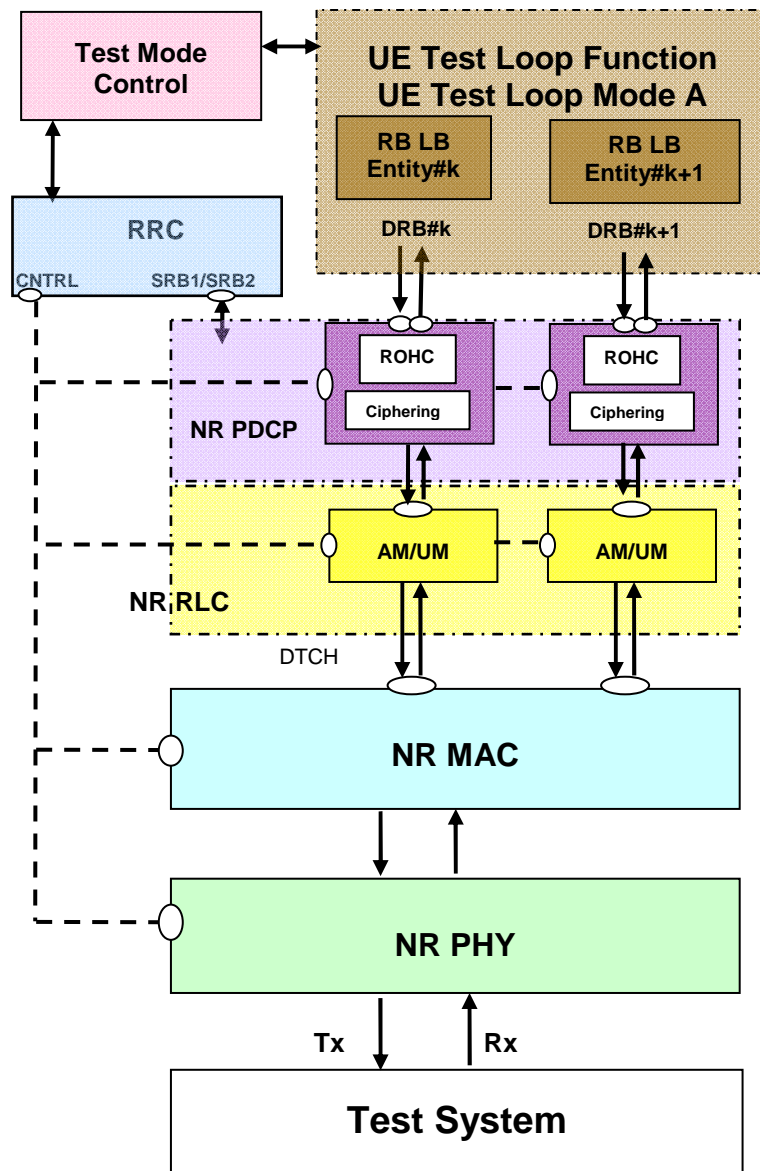 Test Mode
Control
UE Test Loop Function
UE Test Loop Mode A
RB LB
Entity#k
RB LB
Entity#k+1
DRB#k
DRB#k+1
RRC
CNTRL
SRB1/SRB2
ROHC
Ciphering
ROHC
Ciphering
NR PDCP
AM/UM
AM/UM
NR RLC
DTCH
NR MAC
NR PHY
Tx
Rx
Test System